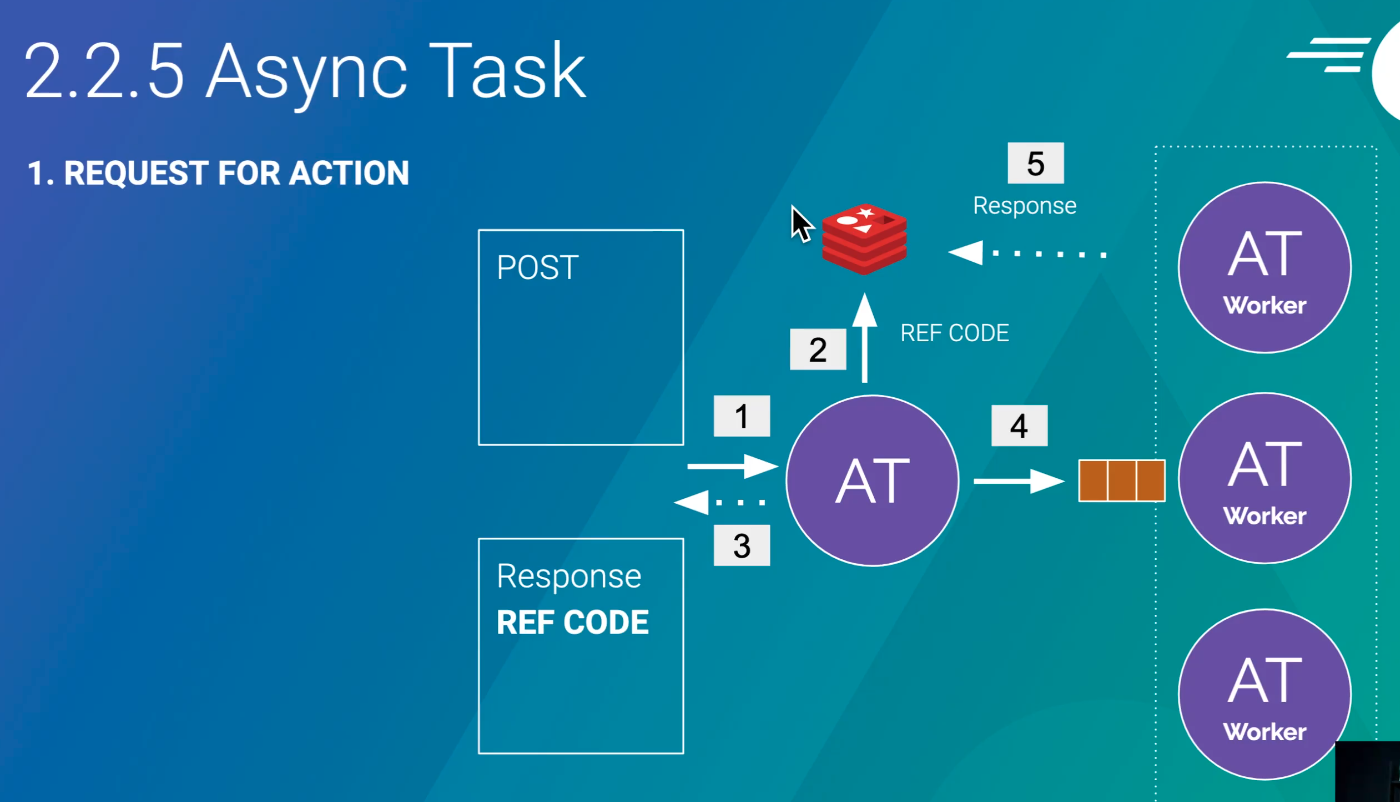 2.2.5 Async Task
1. REQUEST FOR ACTION
5
Response
POST
AT
Worker
2
REF CODE
1
4
AT
AT
Worker
3
Response
REF CODE
AT
Worker